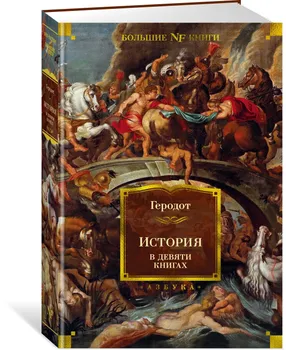 БОЛЬШИЕ NF КНИГИ
Геродот
ИСТОРИЯ
В ДЕВЯТИ
КНИГАХ
АЗБУКА